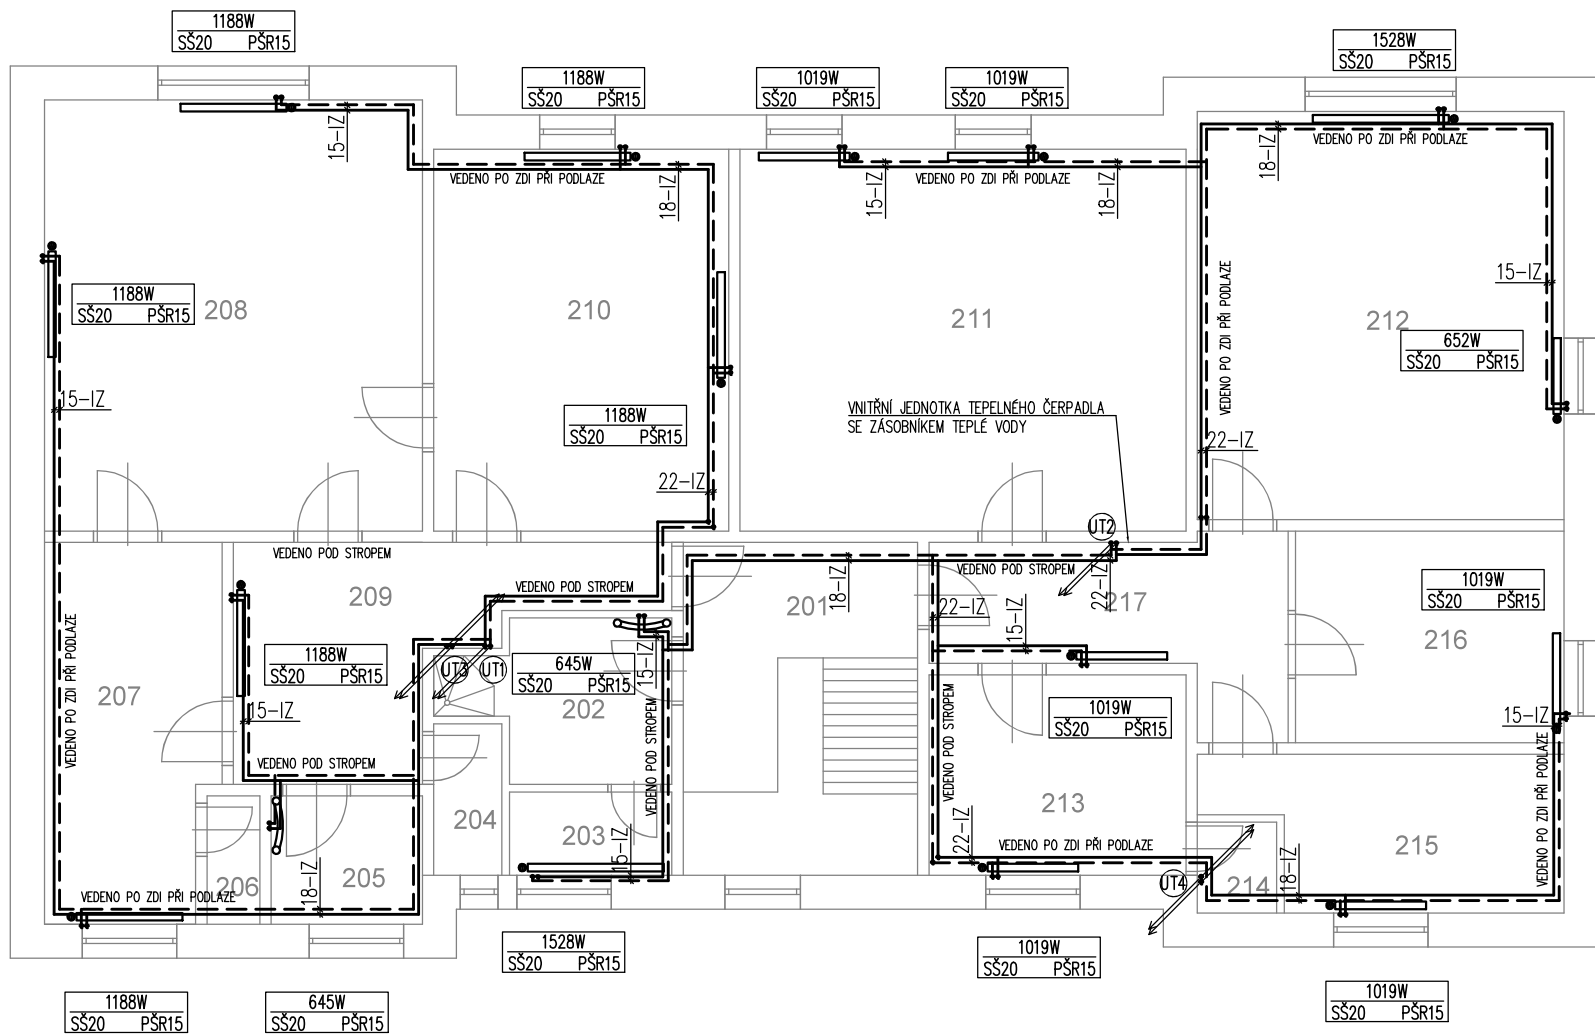 1188W
SŠ20 PŠR15
1188W
SŠ20 PŠR15
1019W
SŠ20 PŠR15
1019W
SŠ20 PŠR15
1528W
SŠ20 PŠR15
15-IZ
VEDENO PO ZDI PŘI PODLAZE
18-IZ
15-IZ
VEDENO PO ZDI PŘI PODLAZE
18-IZ
18-IZ
VEDENO PO ZDI PŘI PODLAZE
1188W
SŠ20 PŠR15
208
210
211
212
VEDENO PO ZDI PŘI PODLAZE
15-IZ
652W
SŠ20 PŠR15
15-IZ
1188W
SŠ20 PŠR15
VNITŘNÍ JEDNOTKA TEPELNÉHO ČERPADLA
SE ZÁSOBNÍKEM TEPLÉ VODY
22-IZ
22-IZ
UT2
VEDENO POD STROPEM
209
VEDENO POD STROPEM
18-IZ
201
VEDENO POD STROPEM
22-IZ
217
22-IZ
15-IZ
1019W
SŠ20 PŠR15
216
207
VEDENO PO ZDI PŘI PODLAZE
1188W
SŠ20 PŠR15
UT3
UT1
645W
SŠ20 PŠR15
202
15-IZ
VEDENO POD STROPEM
15-IZ
VEDENO POD STROPEM
VEDENO POD STROPEM
1019W
SŠ20 PŠR15
15-IZ
VEDENO PO ZDI PŘI PODLAZE
204
203
15-IZ
213
22-IZ
VEDENO PO ZDI PŘI PODLAZE
215
206
205
VEDENO PO ZDI PŘI PODLAZE
18-IZ
UT4
214
18-IZ
1528W
SŠ20 PŠR15
1019W
SŠ20 PŠR15
1188W
SŠ20 PŠR15
645W
SŠ20 PŠR15
1019W
SŠ20 PŠR15